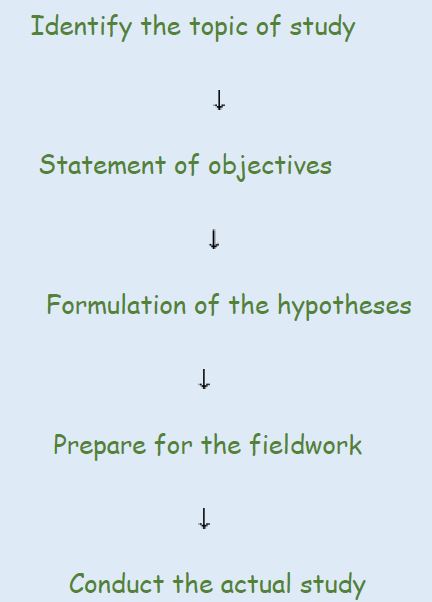 Identify the topic of study
↓
Statement of objectives
↓
Formulation of the hypotheses
↓
Prepare for the fieldwork
↓
Conduct the actual study